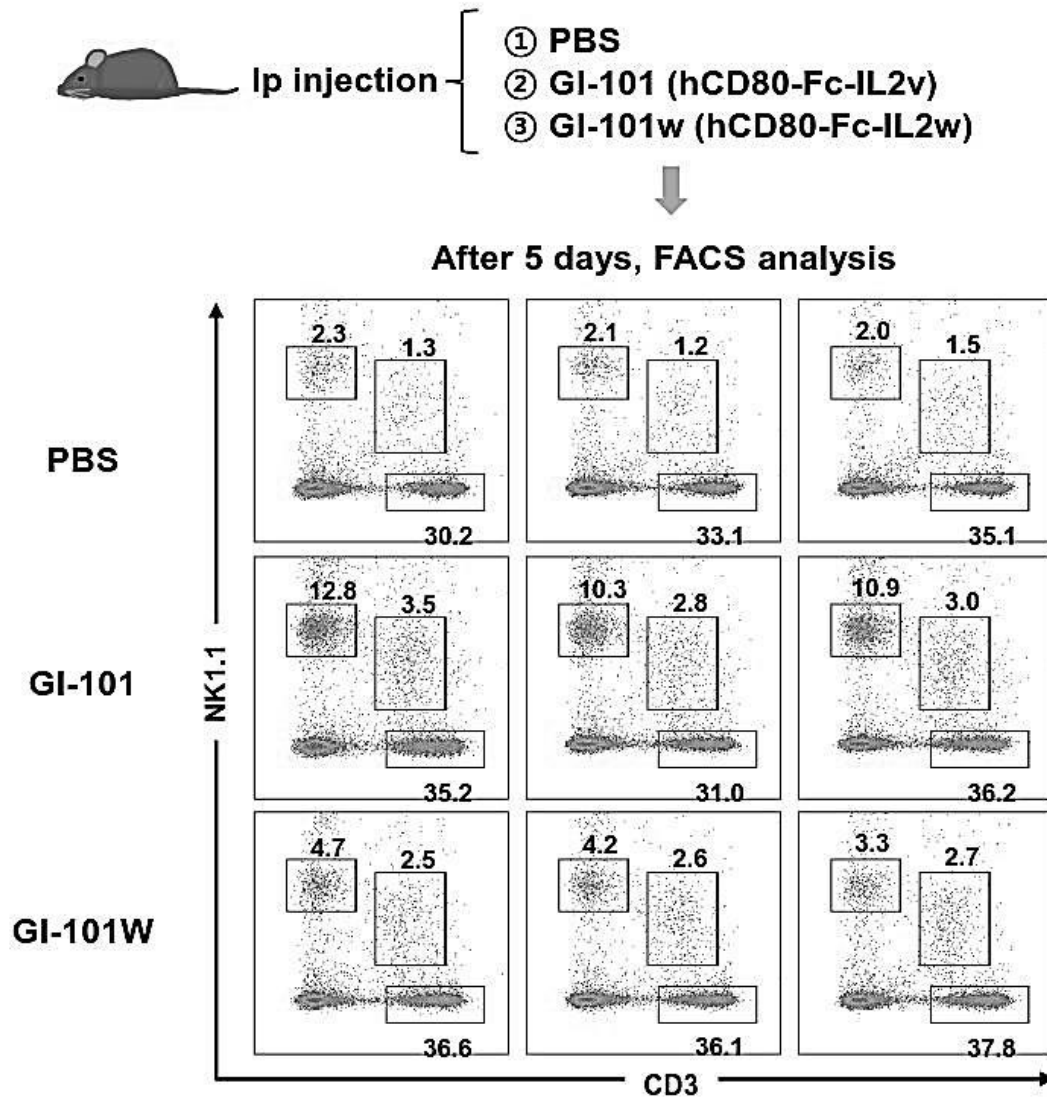 Ip injection
① PBS
② GI-101 (hCD80-Fc-IL2v)
③ GI-101w (hCD80-Fc-IL2w)
After 5 days, FACS analysis
NK1.1
PBS
2.3 1.3 2.1 1.2 2.0 1.5
30.2 33.1 35.1
GI-101
12.8 3.5 10.3 2.8 10.9 3.0
35.2 31.0 36.2
GI-101W
4.7 2.5 4.2 2.6 3.3 2.7
36.6 36.1 37.8
CD3